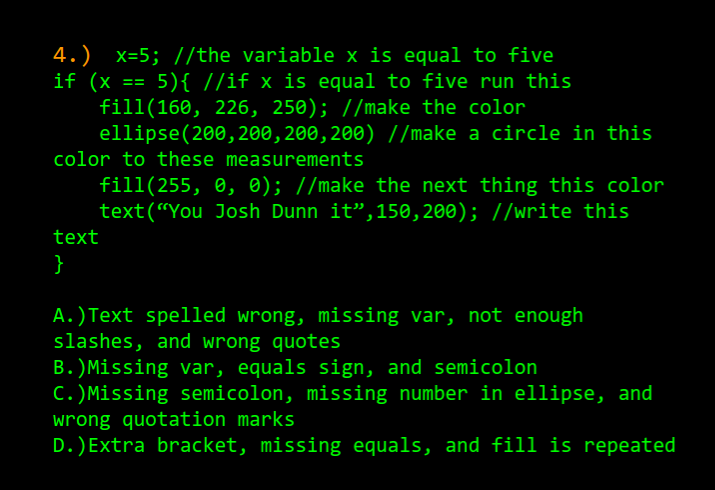 4.) x=5; //the variable x is equal to five
if (x == 5){ //if x is equal to five run this
fill(160, 226, 250); //make the color
ellipse(200,200,200,200) //make a circle in this
color to these measurements
fill(255, 0, 0); //make the next thing this color
text(“You Josh Dunn it”,150,200); //write this
text
}
A.)Text spelled wrong, missing var, not enough
slashes, and wrong quotes
B.)Missing var, equals sign, and semicolon
C.)Missing semicolon, missing number in ellipse, and
wrong quotation marks
D.)Extra bracket, missing equals, and fill is repeated